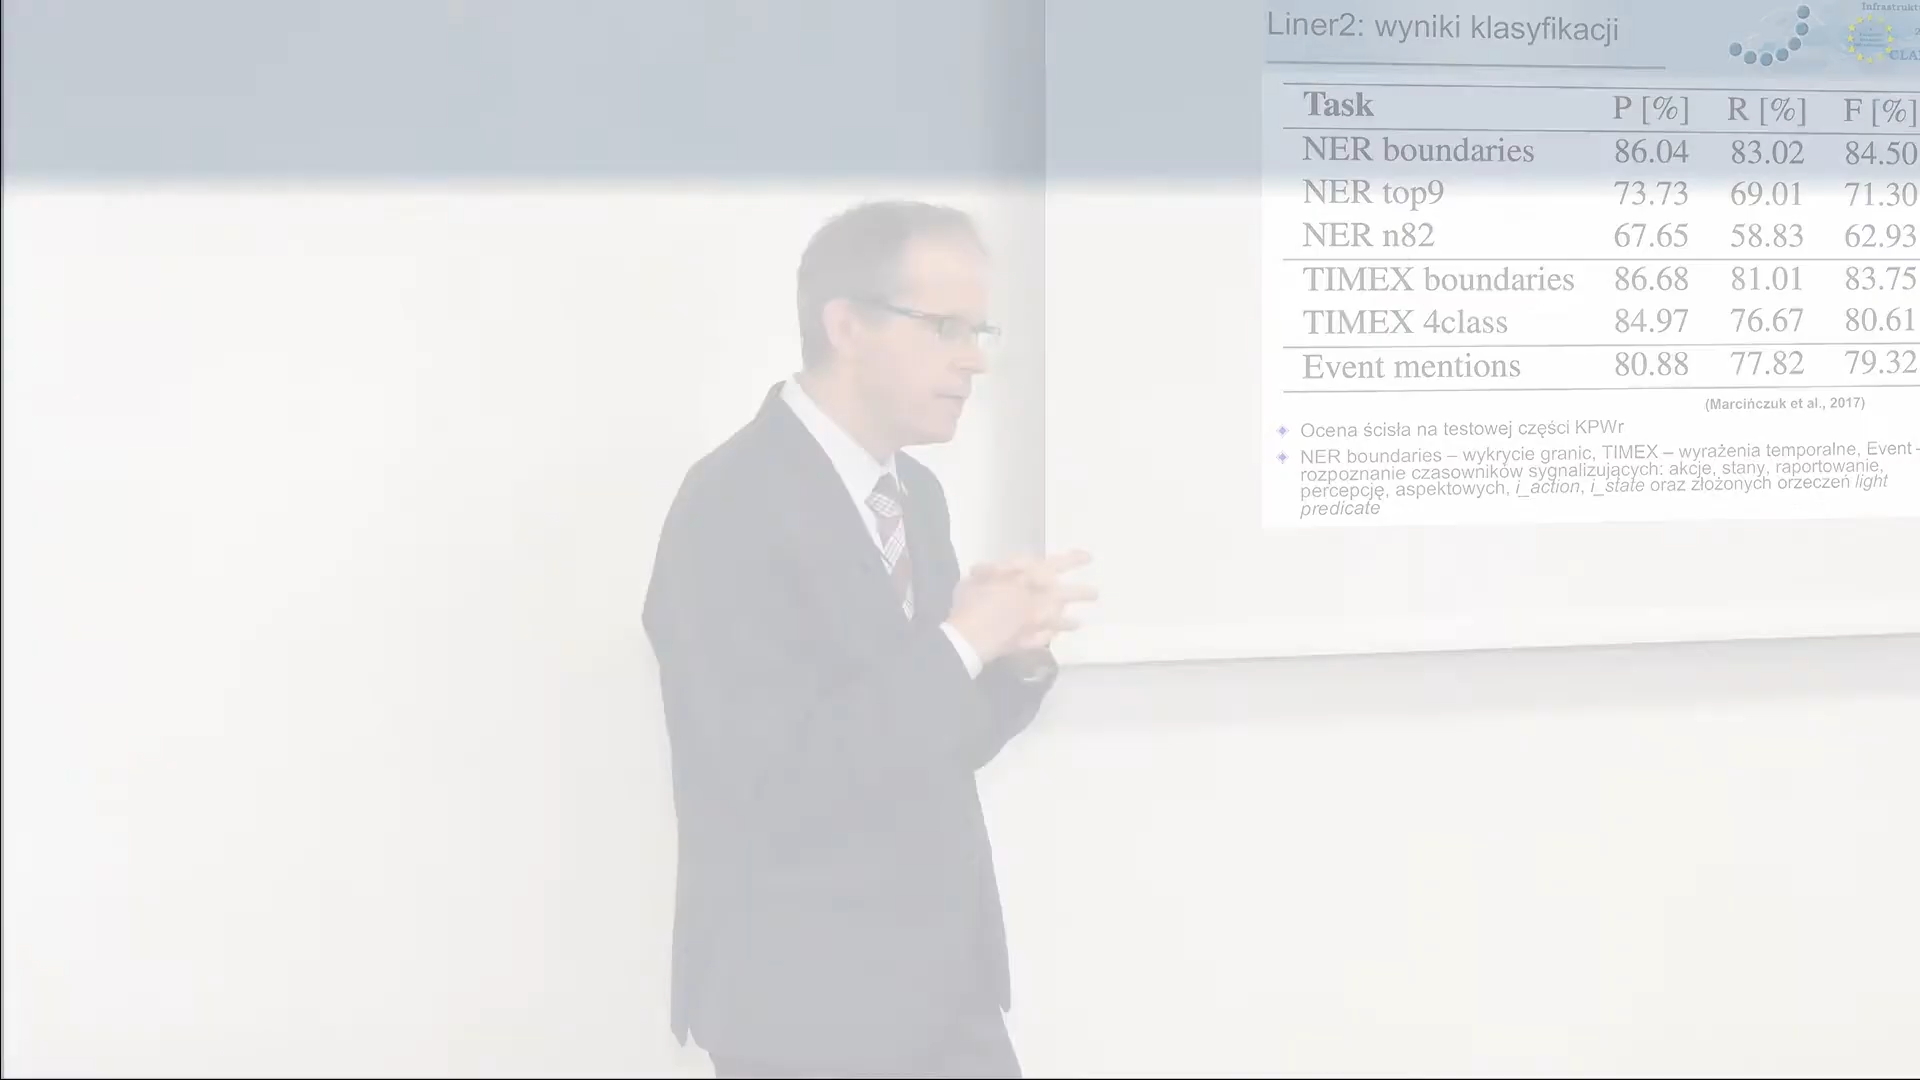 Liner2: wyniki klasyfikacji
Task P [%] R [%] F [%]
NER boundaries 86.04 83.02 84.50
NER top9 73.73 69.01 71.30
NER n82 67.65 58.83 62.93
TIMEX boundaries 86.68 81.01 83.75
TIMEX 4class 84.97 76.67 80.61
Event mentions 80.88 77.82 79.32
(Marcińczuk et al., 2017)
Ocena ścisła na testowej części KPWr
NER boundaries – wykrycie granic, TIMEX – wyrażenia temporalne, Event -
rozpoznanie czasowników sygnalizujących: akcje, stany, raportowanie,
percepcję, aspektowych, i_action, i_state oraz złożonych orzeczeń light
predicate